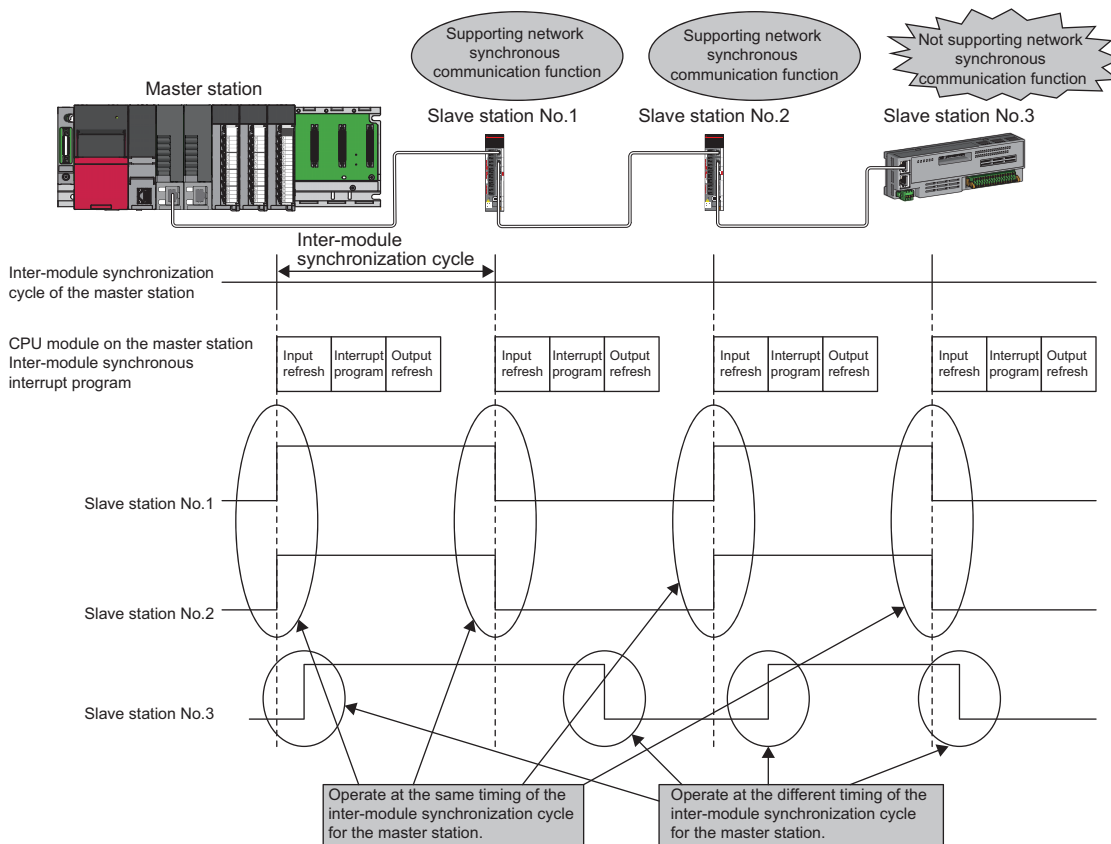 Supporting network
synchronous
communication function
Supporting network
synchronous
communication function
Not supporting network
synchronous
communication function
Master station
Slave station No.1
Slave station No.2
Slave station No.3
Inter-module
synchronization cycle
Inter-module synchronization
cycle of the master station
CPU module on the master station
Inter-module synchronous
interrupt program
Input
refresh
Interrupt
program
Output
refresh
Input
refresh
Interrupt
program
Output
refresh
Input
refresh
Interrupt
program
Output
refresh
Input
refresh
Interrupt
program
Output
refresh
Slave station No.1
Slave station No.2
Slave station No.3
Operate at the same timing of the
inter-module synchronization cycle
for the master station.
Operate at the different timing of the
inter-module synchronization cycle
for the master station.